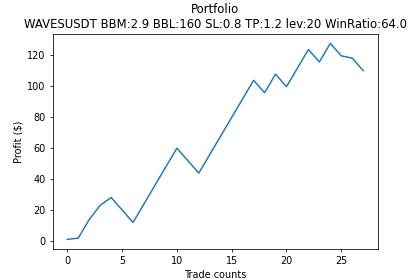 Portfolio
WAVESUSDT BBM:2.9 BBL:160 SL:0.8 TP:1.2 lev:20 WinRatio:64.0
120
100
80
60
40
20
0
Profit ($)
0 5 10 15 20 25
Trade counts